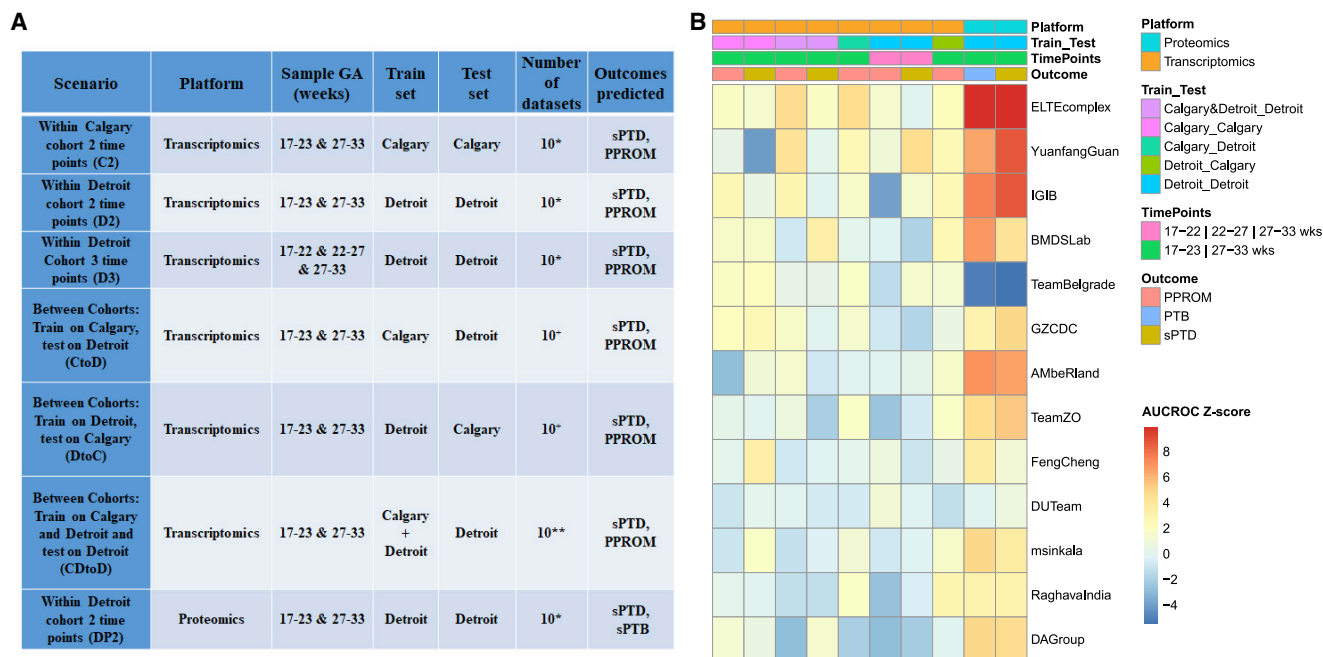 A
Scenario
Platform
Sample GA
(weeks)
Train
set
Test
set
Number
of
datasets
Outcomes
predicted
Within Calgary
cohort 2 time
points (C2)
Transcriptomics
17-23 & 27-33
Calgary
Calgary
10*
sPTD,
PPROM
Within Detroit
cohort 2 time
points (D2)
Transcriptomics
17-23 & 27-33
Detroit
Detroit
10*
sPTD,
PPROM
Within Detroit
Cohort 3 time
points (D3)
Transcriptomics
17-22 & 22-27
& 27-33
Detroit
Detroit
10*
sPTD,
PPROM
Between Cohorts:
Train on Calgary,
test on Detroit
(CtoD)
Transcriptomics
17-23 & 27-33
Calgary
Detroit
10+
sPTD,
PPROM
Between Cohorts:
Train on Detroit,
test on Calgary
(DtoC)
Transcriptomics
17-23 & 27-33
Detroit
Calgary
10+
sPTD,
PPROM
Between Cohorts:
Train on Calgary
and Detroit and
test on Detroit
(CDtoD)
Transcriptomics
17-23 & 27-33
Calgary
+
Detroit
Detroit
10**
sPTD,
PPROM
Within Detroit
cohort 2 time
points (DP2)
Proteomics
17-23 & 27-33
Detroit
Detroit
10*
sPTD,
sPTB
B
Platform
Train_Test
TimePoints
Outcome
ELTEcomplex
YuanfangGuan
IGIB
BMDSLab
TeamBelgrade
GZCDC
AMbeRland
TeamZO
FengCheng
DUTeam
msinkala
RaghavaIndia
DAGroup
Platform
Proteomics
Transcriptomics
Train_Test
Calgary&Detroit_Detroit
Calgary_Calgary
Calgary_Detroit
Detroit_Calgary
Detroit_Detroit
TimePoints
17−22 | 22−27 | 27−33 wks
17−23 | 27−33 wks
Outcome
PPROM
PTB
sPTD
AUCROC Z-score
8
6
4
2
0
−2
−4